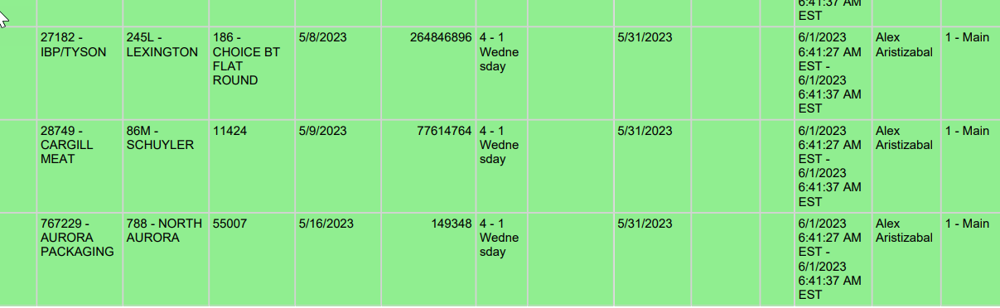 6:41:37 AM
EST
27182 -
IBP/TYSON
245L -
LEXINGTON
186 -
CHOICE BT
FLAT
ROUND
5/8/2023
264846896
4 - 1
Wedne
sday
5/31/2023
6/1/2023
6:41:27 AM
EST -
6/1/2023
6:41:37 AM
EST
Alex
Aristizabal
1 - Main
28749 -
CARGILL
MEAT
86M -
SCHUYLER
11424
5/9/2023
77614764
4 - 1
Wedne
sday
5/31/2023
6/1/2023
6:41:27 AM
EST -
6/1/2023
6:41:37 AM
EST
Alex
Aristizabal
1 - Main
767229 -
AURORA
PACKAGING
788 - NORTH
AURORA
55007
5/16/2023
149348
4 - 1
Wedne
sday
5/31/2023
6/1/2023
6:41:27 AM
EST -
6/1/2023
6:41:37 AM
EST
Alex
Aristizabal
1 - Main